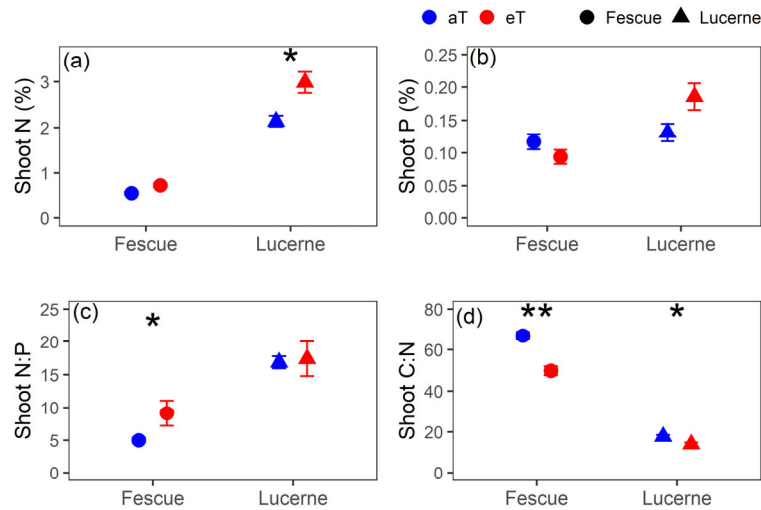 aT eT Fescue Lucerne
(a)
*
Shoot N (%)
3
2
1
0
Fescue Lucerne
(b)
Shoot P (%)
0.25
0.20
0.15
0.10
0.05
0.00
Fescue Lucerne
(c)
*
Shoot N:P
25
20
15
10
5
0
Fescue Lucerne
(d)
** *
Shoot C:N
80
60
40
20
0
Fescue Lucerne